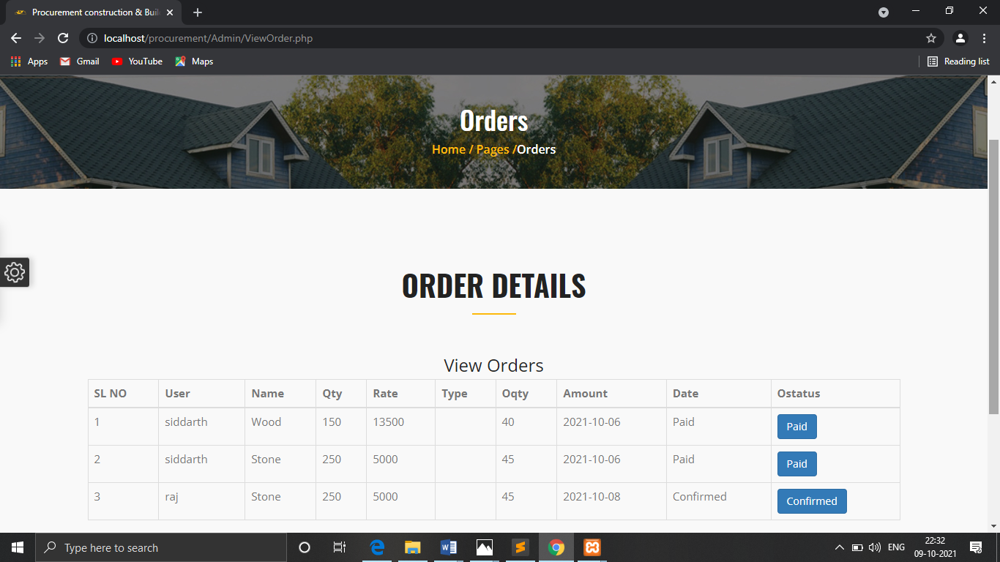 Procurement construction & Buil
localhost/procurement/Admin/ViewOrder.php
Apps Gmail YouTube Maps Reading list
Orders
Home / Pages /Orders
ORDER DETAILS
View Orders
SL NO User Name Qty Rate Type Oqty Amount Date Ostatus
1 siddarth Wood 150 13500 40 2021-10-06 Paid Paid
2 siddarth Stone 250 5000 45 2021-10-06 Paid Paid
3 raj Stone 250 5000 45 2021-10-08 Confirmed Confirmed
Type here to search
ENG
22:32
09-10-2021